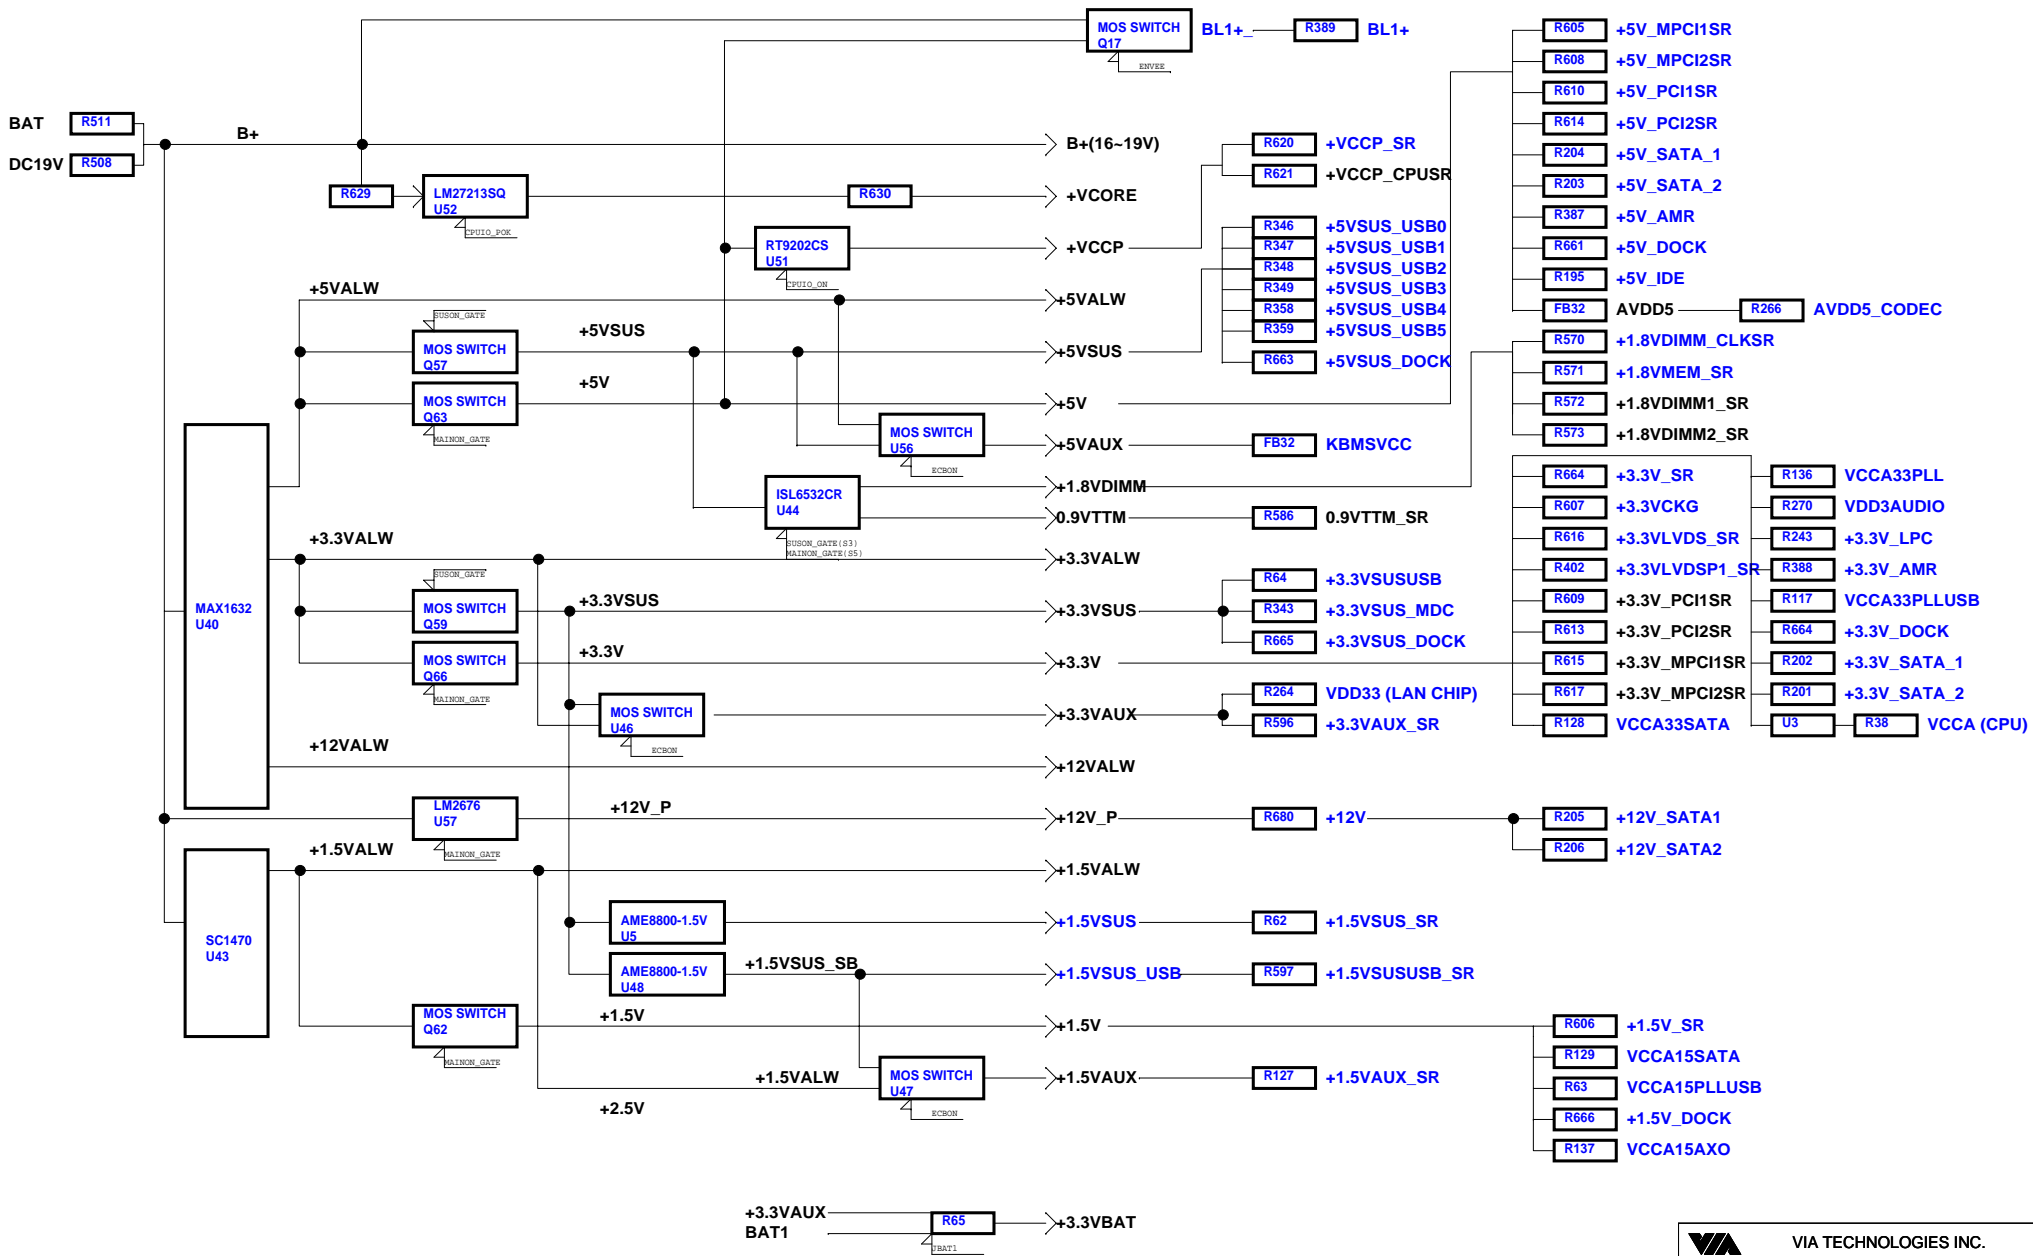 MOS SWITCH
Q17
BL1+_
R389
BL1+
ENVEE
BAT
R511
DC19V
R508
B+
B+(16~19V)
R629
LM27213SQ
U52
CPUIO_POK
R630
+VCORE
RT9202CS
U51
CPUIO_ON
+VCCP
R620
+VCCP_SR
R621
+VCCP_CPUSR
+5VALW
+5VALW
SUSON_GATE
MOS SWITCH
Q57
+5VSUS
+5VSUS
R346
+5VSUS_USB0
R347
+5VSUS_USB1
R348
+5VSUS_USB2
R349
+5VSUS_USB3
R358
+5VSUS_USB4
R359
+5VSUS_USB5
R663
+5VSUS_DOCK
MOS SWITCH
Q63
MAINON_GATE
+5V
+5V
R605
+5V_MPCI1SR
R608
+5V_MPCI2SR
R610
+5V_PCI1SR
R614
+5V_PCI2SR
R204
+5V_SATA_1
R203
+5V_SATA_2
R387
+5V_AMR
R661
+5V_DOCK
R195
+5V_IDE
FB32
AVDD5
R266
AVDD5_CODEC
MOS SWITCH
U56
ECBON
+5VAUX
FB32
KBMSVCC
ISL6532CR
U44
SUSON_GATE(S3)
MAINON_GATE(S5)
+1.8VDIMM
R570
+1.8VDIMM_CLKSR
R571
+1.8VMEM_SR
R572
+1.8VDIMM1_SR
R573
+1.8VDIMM2_SR
0.9VTTM
R586
0.9VTTM_SR
MAX1632
U40
+3.3VALW
+3.3VALW
SUSON_GATE
MOS SWITCH
Q59
+3.3VSUS
+3.3VSUS
R64
+3.3VSUSUSB
R343
+3.3VSUS_MDC
R665
+3.3VSUS_DOCK
MOS SWITCH
Q66
MAINON_GATE
+3.3V
+3.3V
R664
+3.3V_SR
R607
+3.3VCKG
R616
+3.3VLVDS_SR
R402
+3.3VLVDSP1_SR
R609
+3.3V_PCI1SR
R613
+3.3V_PCI2SR
R615
+3.3V_MPCI1SR
R617
+3.3V_MPCI2SR
R128
VCCA33SATA
R136
VCCA33PLL
R270
VDD3AUDIO
R243
+3.3V_LPC
R388
+3.3V_AMR
R117
VCCA33PLLUSB
R664
+3.3V_DOCK
R202
+3.3V_SATA_1
R201
+3.3V_SATA_2
U3
R38
VCCA (CPU)
MOS SWITCH
U46
ECBON
+3.3VAUX
R264
VDD33 (LAN CHIP)
R596
+3.3VAUX_SR
+12VALW
+12VALW
LM2676
U57
MAINON_GATE
+12V_P
+12V_P
R680
+12V
R205
+12V_SATA1
R206
+12V_SATA2
SC1470
U43
+1.5VALW
+1.5VALW
AME8800-1.5V
U5
+1.5VSUS
R62
+1.5VSUS_SR
AME8800-1.5V
U48
+1.5VSUS_SB
+1.5VSUS_USB
R597
+1.5VSUSUSB_SR
MOS SWITCH
Q62
MAINON_GATE
+1.5V
+1.5V
R606
+1.5V_SR
R129
VCCA15SATA
R63
VCCA15PLLUSB
R666
+1.5V_DOCK
R137
VCCA15AXO
+1.5VALW
MOS SWITCH
U47
ECBON
+1.5VAUX
R127
+1.5VAUX_SR
+2.5V
+3.3VAUX
BAT1
R65
JBAT1
+3.3VBAT
VIA
VIA TECHNOLOGIES INC.